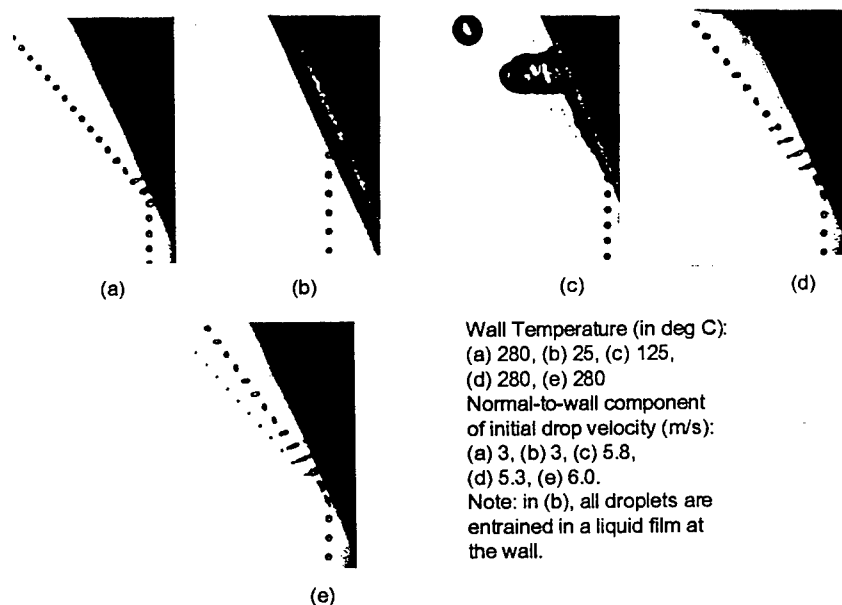 (a)
(b)
(c)
(d)
Wall Temperature (in deg C):
(a) 280, (b) 25, (c) 125,
(d) 280, (e) 280
Normal-to-wall component
of initial drop velocity (m/s):
(a) 3, (b) 3, (c) 5.8,
(d) 5.3, (e) 6.0.
Note: in (b), all droplets are
entrained in a liquid film at
the wall.
(e)